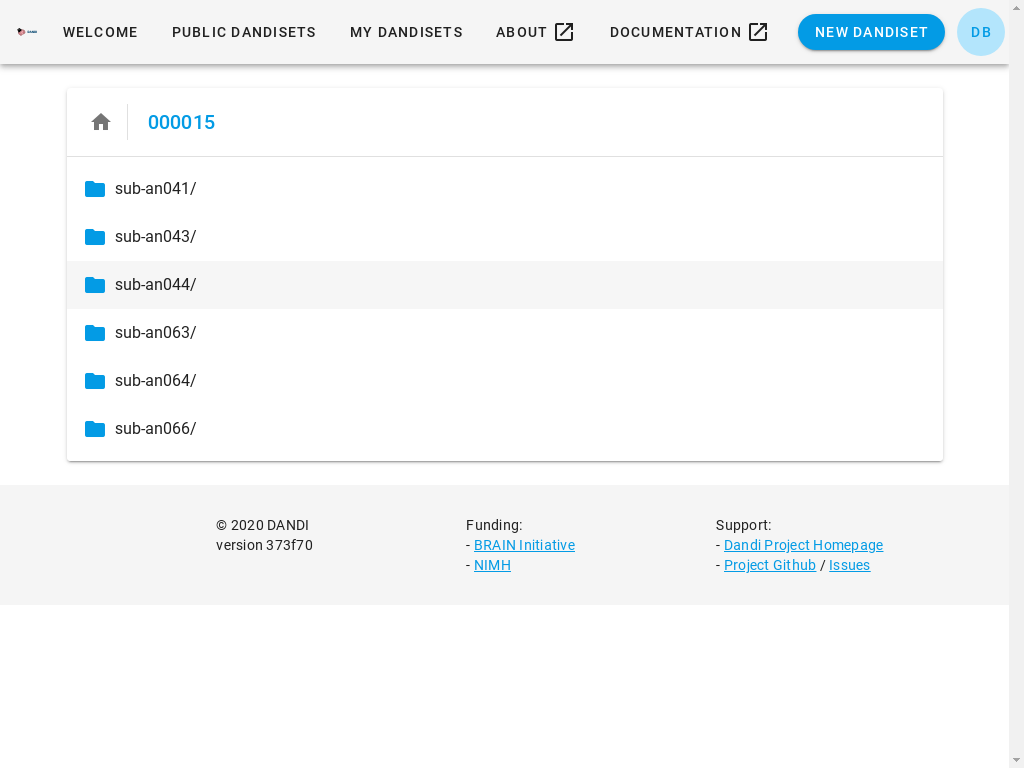 WELCOME PUBLIC DANDISETS MY DANDISETS ABOUT DOCUMENTATION NEW DANDISET DB
000015
sub-an041/
sub-an043/
sub-an044/
sub-an063/
sub-an064/
sub-an066/
© 2020 DANDI
version 373f70
Funding:
- BRAIN Initiative
- NIMH
Support:
- Dandi Project Homepage
- Project Github / Issues